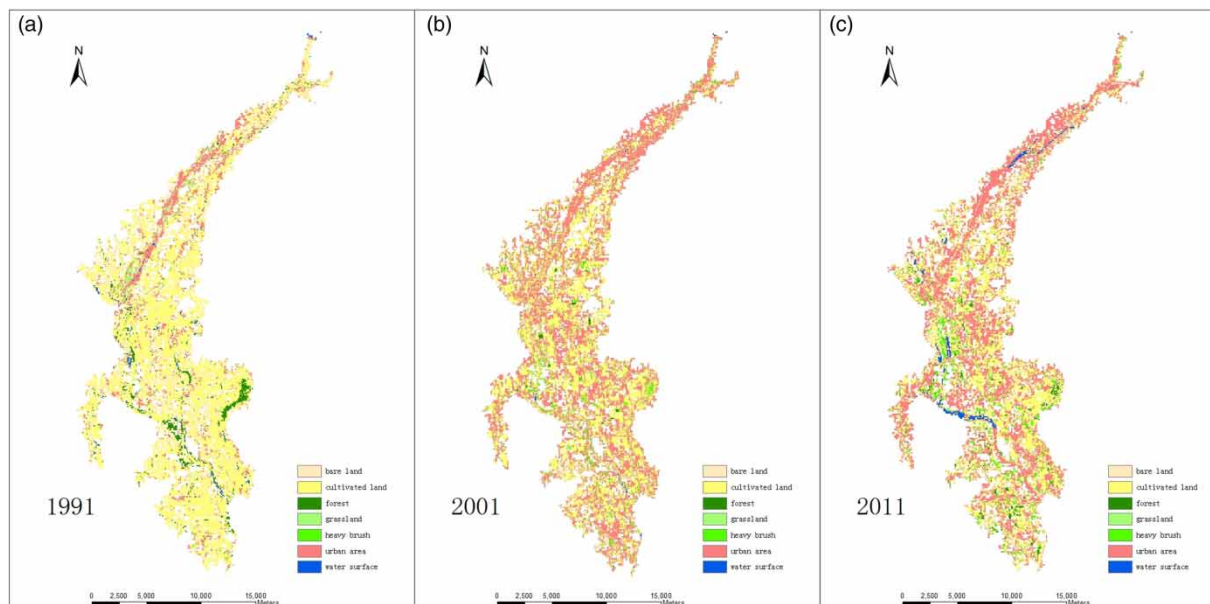 (a)
N
1991
bare land
cultivated land
forest
grassland
heavy brush
urban area
water surface
0 2,500 5,000 10,000 15,000
Meters
(b)
N
2001
bare land
cultivated land
forest
grassland
heavy brush
urban area
water surface
0 2,500 5,000 10,000 15,000
Meters
(c)
N
2011
bare land
cultivated land
forest
grassland
heavy brush
urban area
water surface
0 2,500 5,000 10,000 15,000
Meters